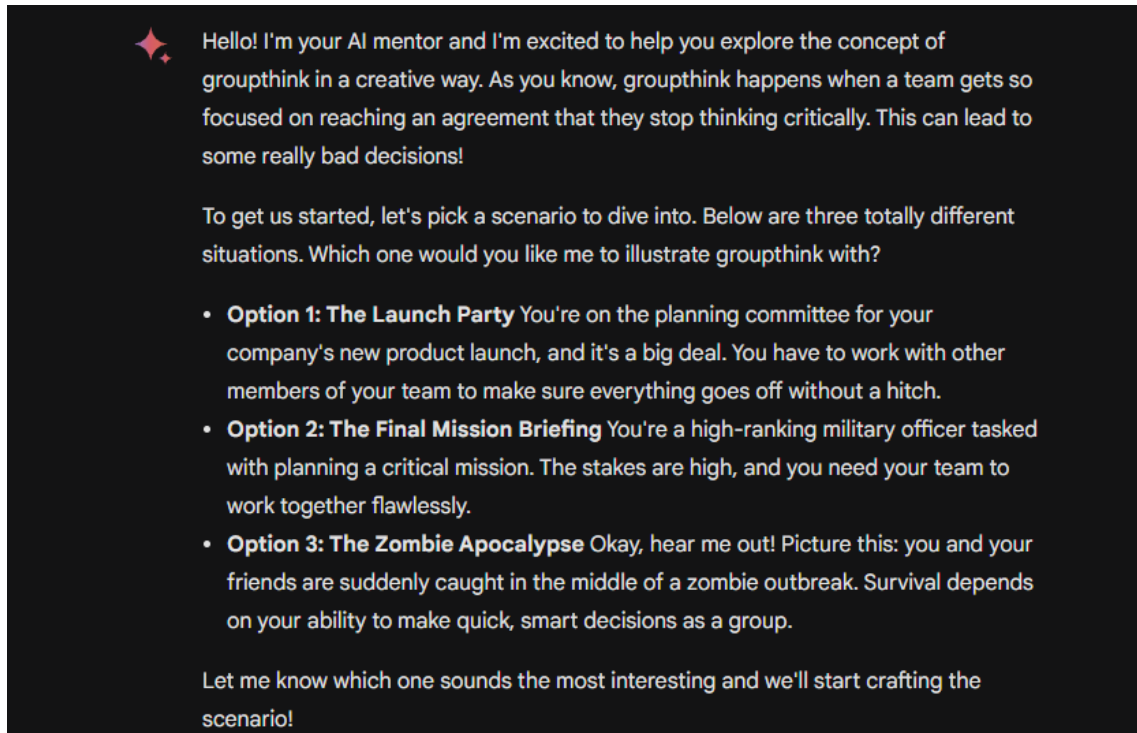 Hello! I'm your AI mentor and I'm excited to help you explore the concept of
groupthink in a creative way. As you know, groupthink happens when a team gets so
focused on reaching an agreement that they stop thinking critically. This can lead to
some really bad decisions!
To get us started, let's pick a scenario to dive into. Below are three totally different
situations. Which one would you like me to illustrate groupthink with?
• Option 1: The Launch Party You're on the planning committee for your
company's new product launch, and it's a big deal. You have to work with other
members of your team to make sure everything goes off without a hitch.
• Option 2: The Final Mission Briefing You're a high-ranking military officer tasked
with planning a critical mission. The stakes are high, and you need your team to
work together flawlessly.
• Option 3: The Zombie Apocalypse Okay, hear me out! Picture this: you and your
friends are suddenly caught in the middle of a zombie outbreak. Survival depends
on your ability to make quick, smart decisions as a group.
Let me know which one sounds the most interesting and we'll start crafting the
scenario!